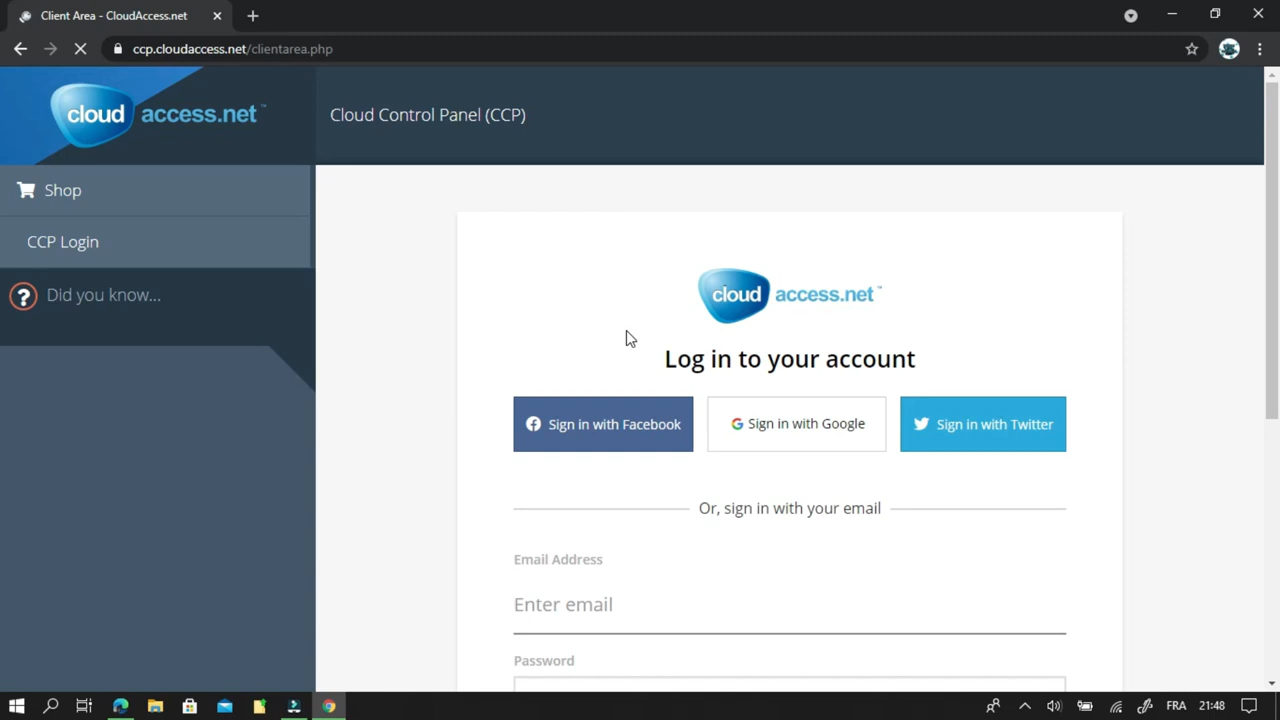 Client Area - CloudAccess.net
ccp.cloudaccess.net/clientarea.php
cloud access.net™
Cloud Control Panel (CCP)
Shop
CCP Login
? Did you know...
cloud access.net™
Log in to your account
Sign in with Facebook
Sign in with Google
Sign in with Twitter
Or, sign in with your email
Email Address
Enter email
Password
FRA
21:48